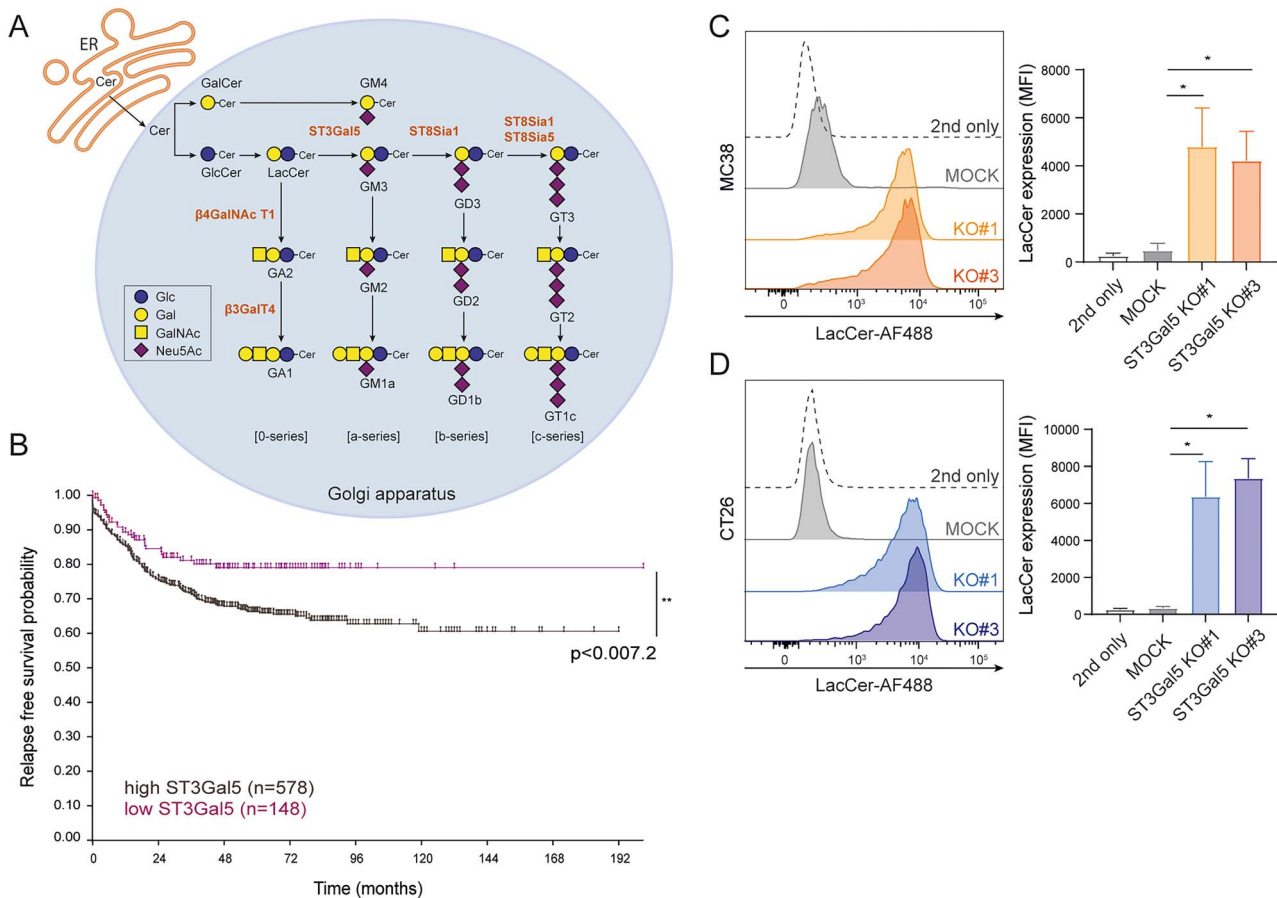 A
ER
Cer
Cer
GalCer
Cer
GM4
Cer
ST3Gal5
ST8Sia1
ST8Sia1
ST8Sia5
Cer
GlcCer
Cer
LacCer
Cer
GM3
Cer
GD3
Cer
GT3
β4GalNAc T1
Cer
GA2
Cer
GM2
Cer
GD2
Cer
GT2
Glc
Gal
GalNAc
Neu5Ac
β3GalT4
Cer
GA1
Cer
GM1a
Cer
GD1b
Cer
GT1c
[0-series]
[a-series]
[b-series]
[c-series]
Golgi apparatus
B
Relapse free survival probability
1.00
0.90
0.80
0.70
0.60
0.50
0.40
0.30
0.20
0.10
0.00
**
p<0.007.2
high ST3Gal5 (n=578)
low ST3Gal5 (n=148)
0 24 48 72 96 120 144 168 192
Time (months)
C
MC38
2nd only
MOCK
KO#1
KO#3
0 10³ 10⁴ 10⁵
LacCer-AF488
LacCer expression (MFI)
8000
6000
4000
2000
0
*
*
2nd only
MOCK
ST3Gal5 KO#1
ST3Gal5 KO#3
D
CT26
2nd only
MOCK
KO#1
KO#3
0 10³ 10⁴ 10⁵
LacCer-AF488
LacCer expression (MFI)
10000
8000
6000
4000
2000
0
*
*
2nd only
MOCK
ST3Gal5 KO#1
ST3Gal5 KO#3